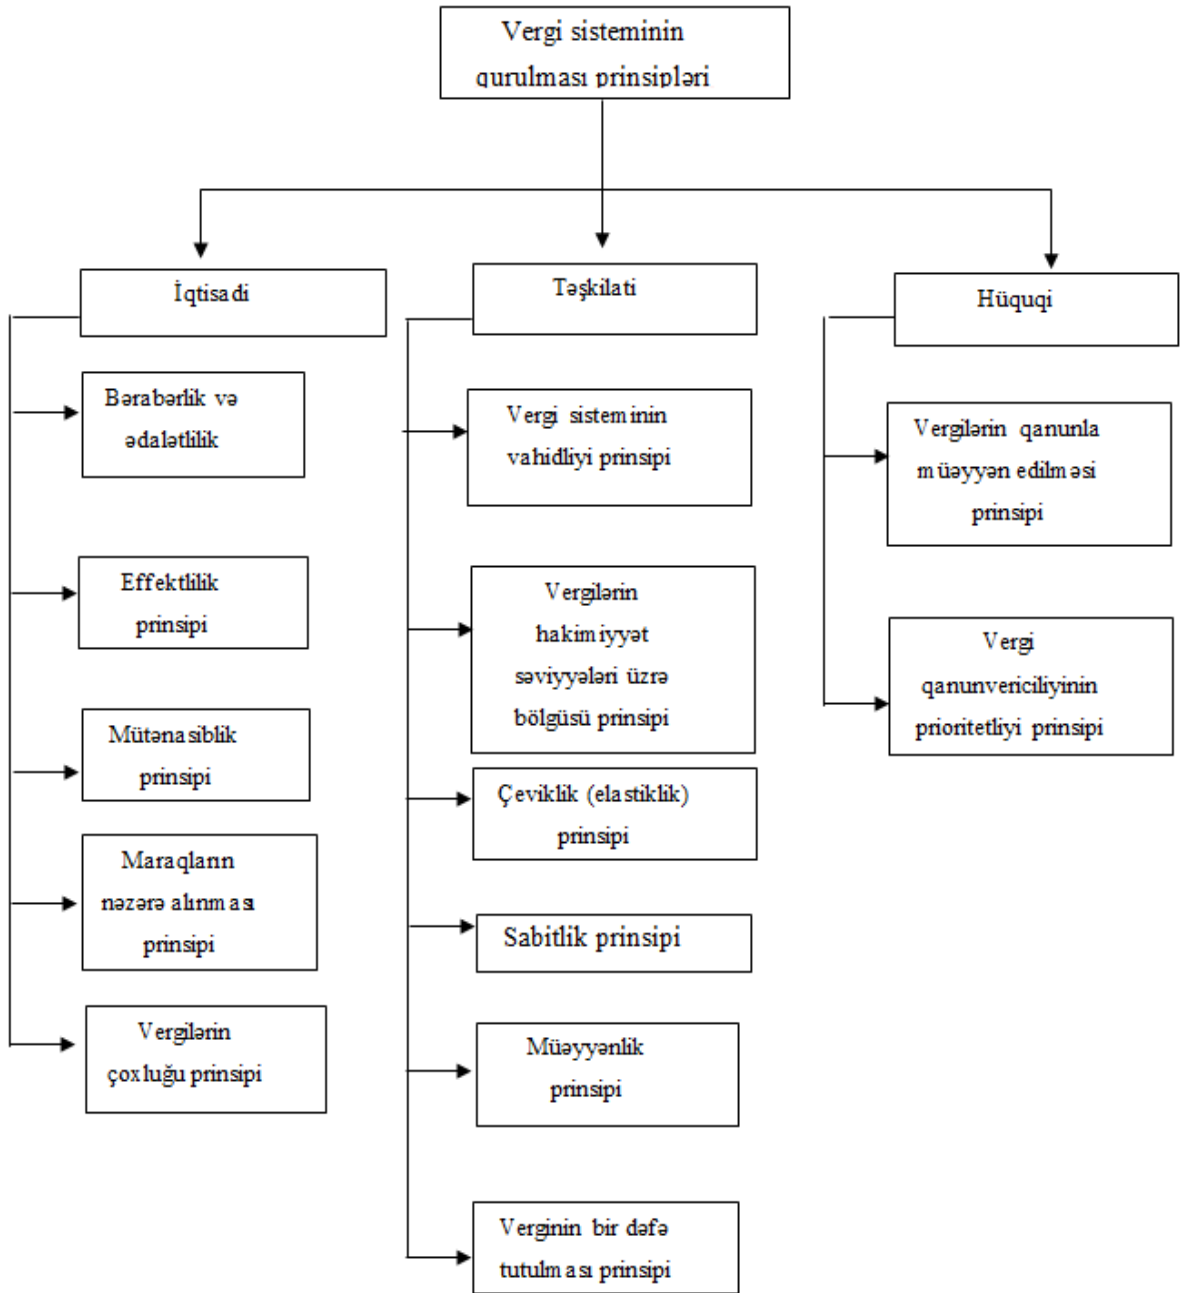 Vergi sisteminin
qurulması prinsipləri
İqtisadi
Bərabərlik və
ədalətlilik
Effektlilik
prinsipi
Mütənasiblik
prinsipi
Maraqların
nəzərə alınması
prinsipi
Vergilərin
çoxluğu prinsipi
Təşkilati
Vergi sisteminin
vahidliyi prinsipi
Vergilərin
hakimiyyət
səviyyələri üzrə
bölgüsü prinsipi
Çeviklik (elastiklik)
prinsipi
Sabitlik prinsipi
Müəyyənlik
prinsipi
Verginin bir dəfə
tutulması prinsipi
Hüquqi
Vergilərin qanunla
müəyyən edilməsi
prinsipi
Vergi
qanunvericiliyinin
prioritetliyi prinsipi